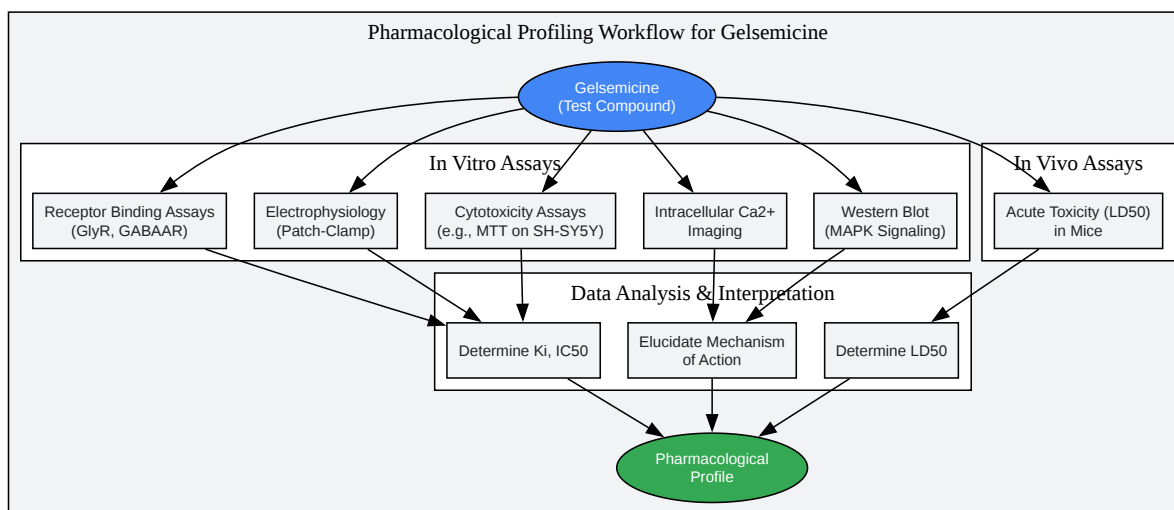 Pharmacological Profiling Workflow for Gelsemicine
Gelsemicine
(Test Compound)
In Vitro Assays
In Vivo Assays
Receptor Binding Assays
(GlyR, GABAAR)
Electrophysiology
(Patch-Clamp)
Cytotoxicity Assays
(e.g., MTT on SH-SY5Y)
Intracellular Ca2+
Imaging
Western Blot
(MAPK Signaling)
Acute Toxicity (LD50)
in Mice
Data Analysis & Interpretation
Determine Ki, IC50
Elucidate Mechanism
of Action
Determine LD50
Pharmacological
Profile